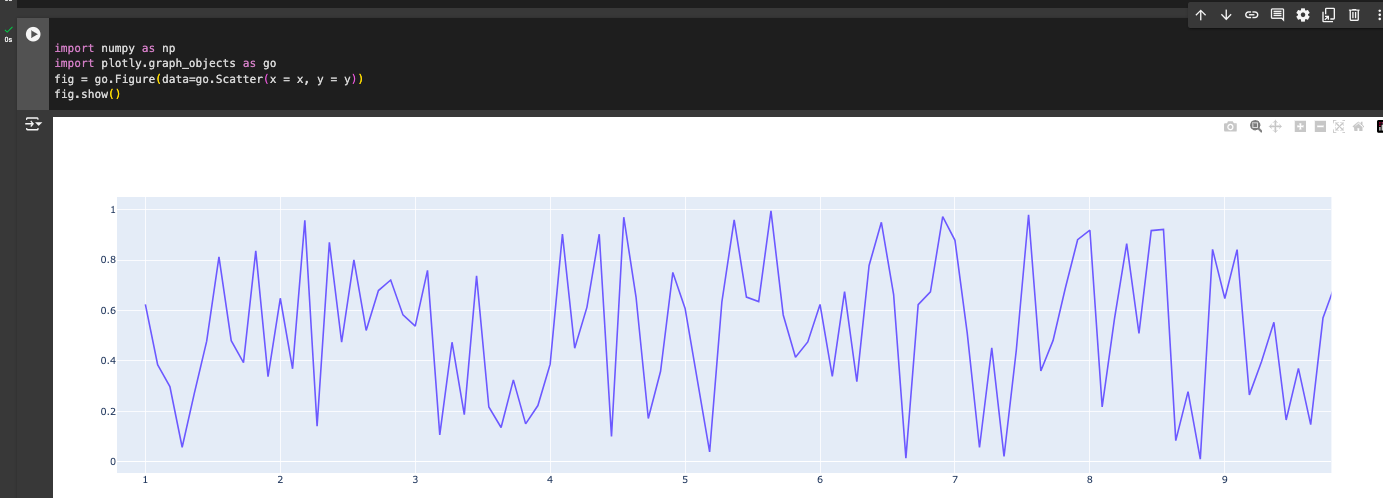 0s
import numpy as np
import plotly.graph_objects as go
fig = go.Figure(data=go.Scatter(x = x, y = y))
fig.show()
1
0.8
0.6
0.4
0.2
0
1 2 3 4 5 6 7 8 9